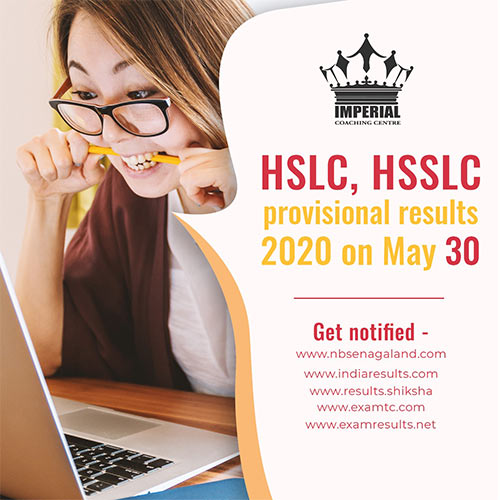 IMPERIAL
COACHING CENTRE
HSLC, HSSLC
provisional results
2020 on May 30
Get notified -
www.nbsenagaland.com
www.indiaresults.com
www.results.shiksha
www.examtc.com
www.examresults.net